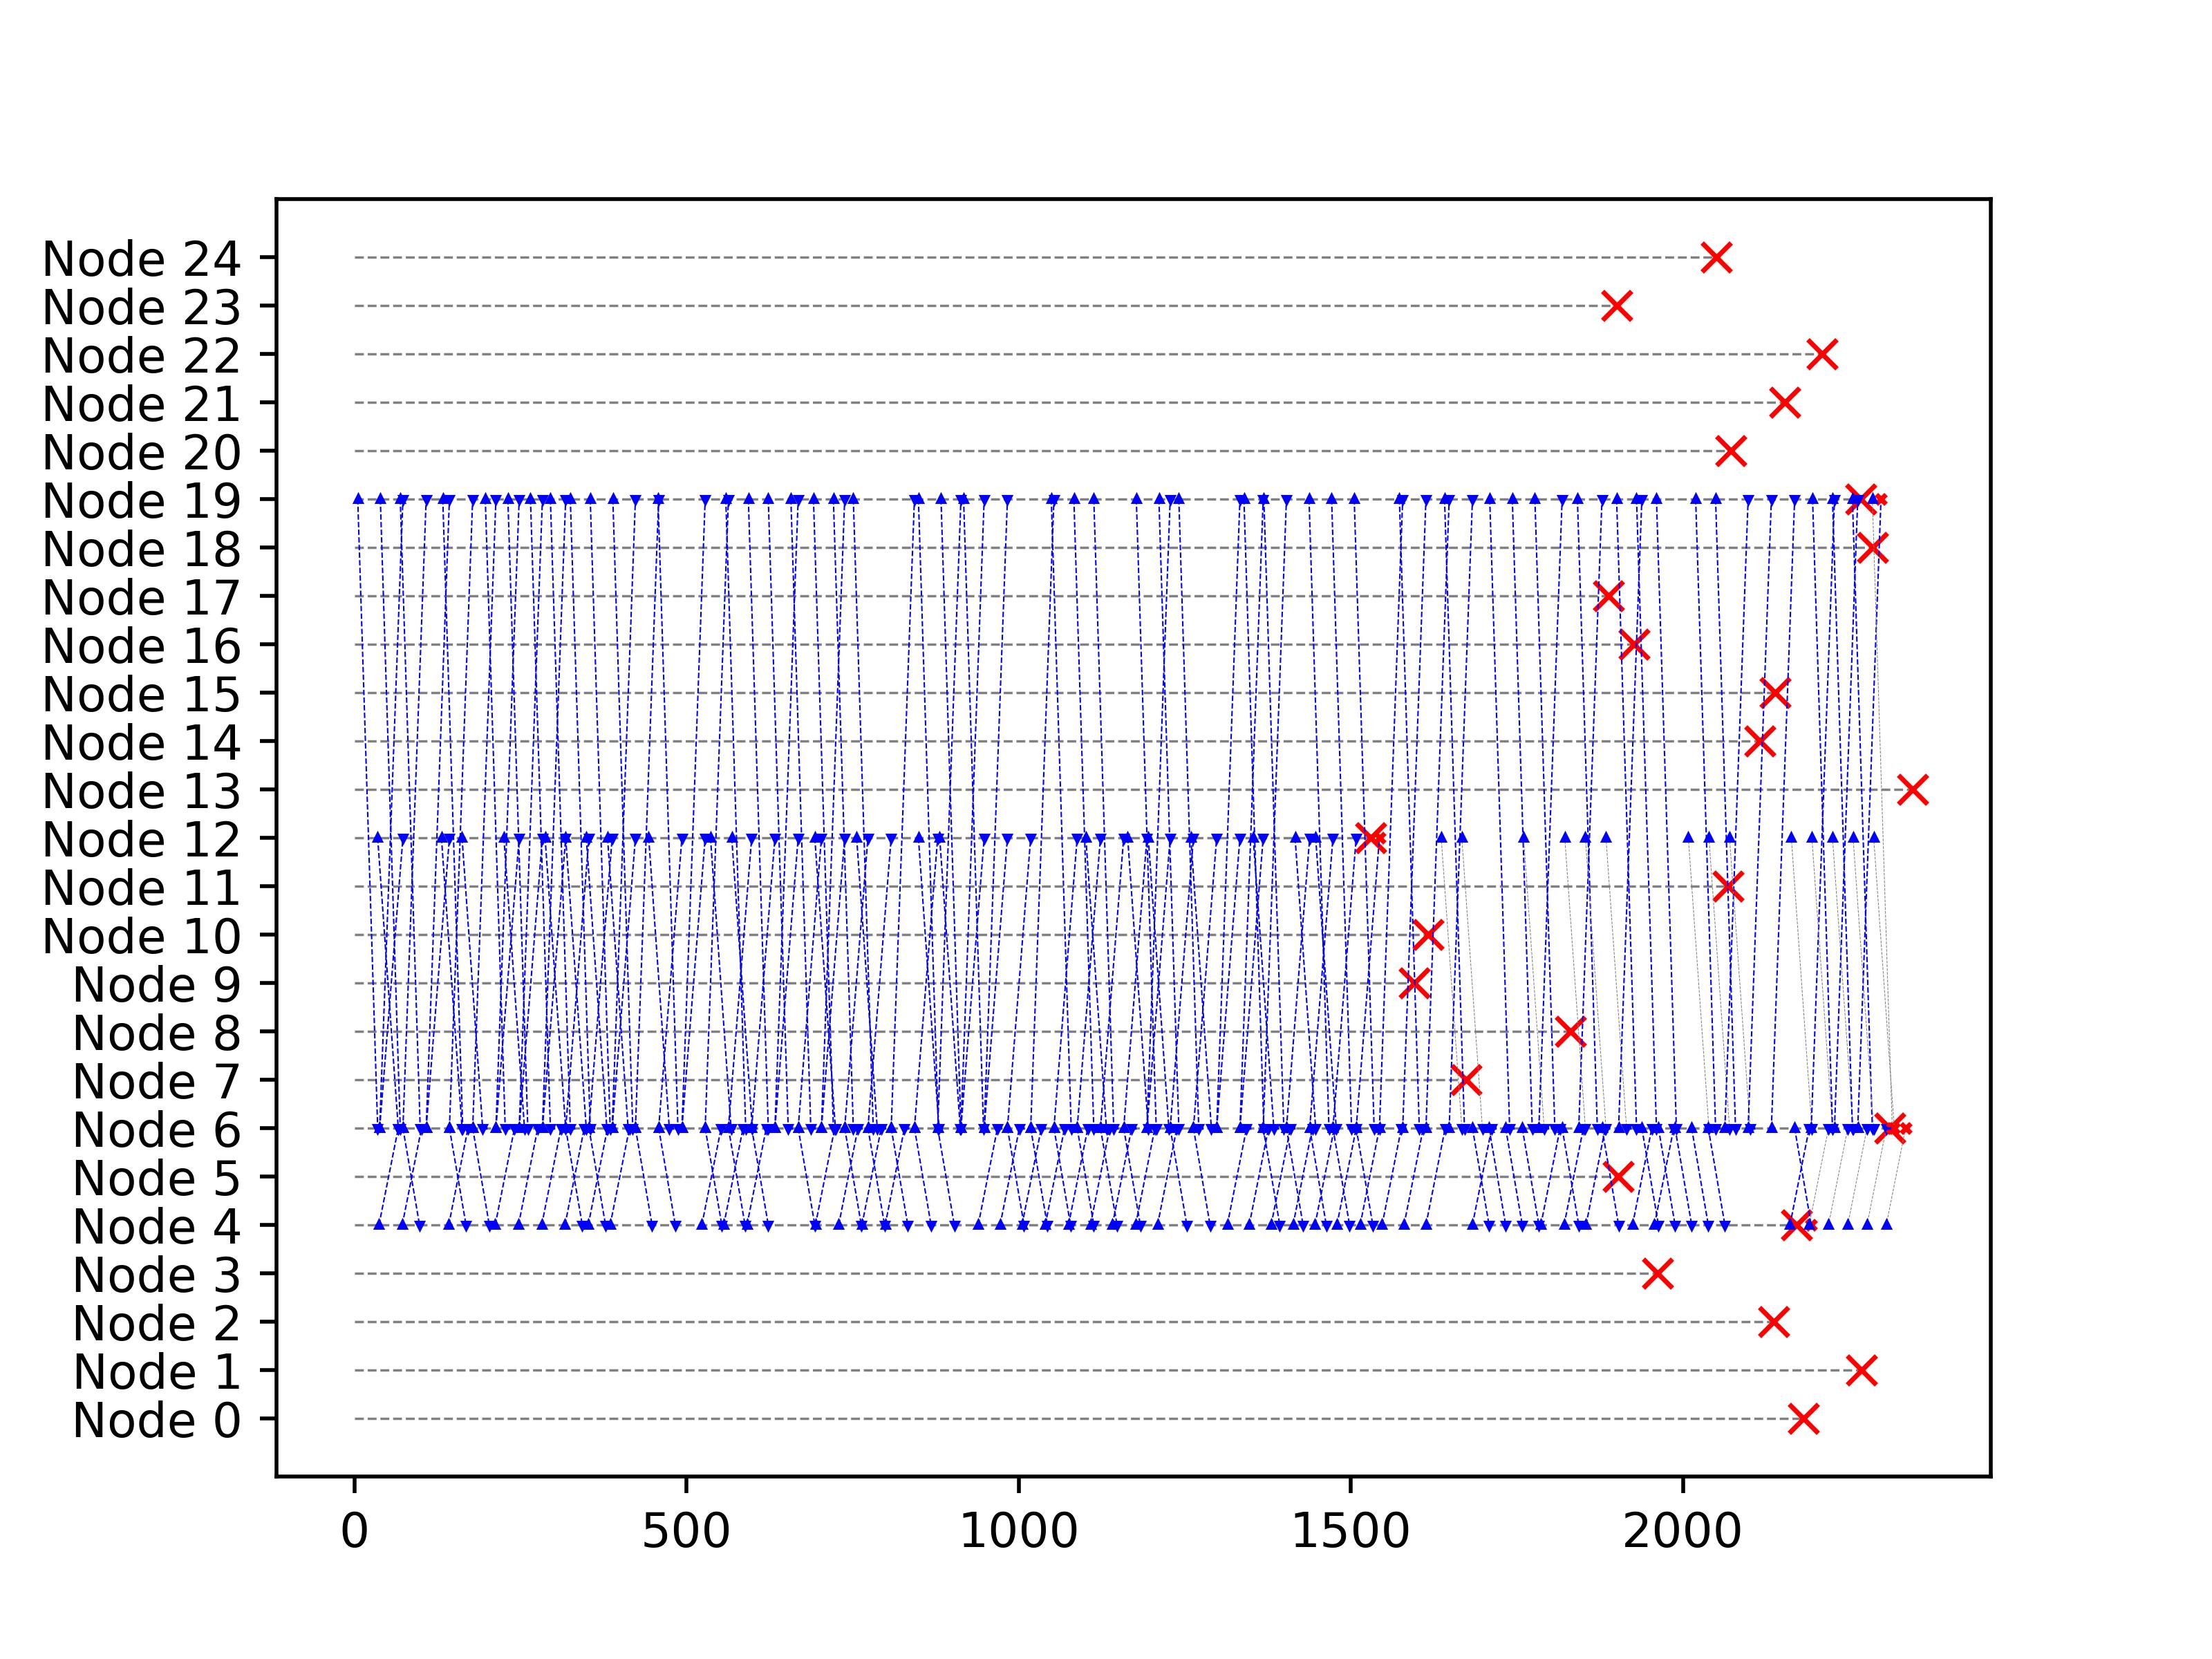 Node 24
Node 23
Node 22
Node 21
Node 20
Node 19
Node 18
Node 17
Node 16
Node 15
Node 14
Node 13
Node 12
Node 11
Node 10
Node 9
Node 8
Node 7
Node 6
Node 5
Node 4
Node 3
Node 2
Node 1
Node 0
0 500 1000 1500 2000